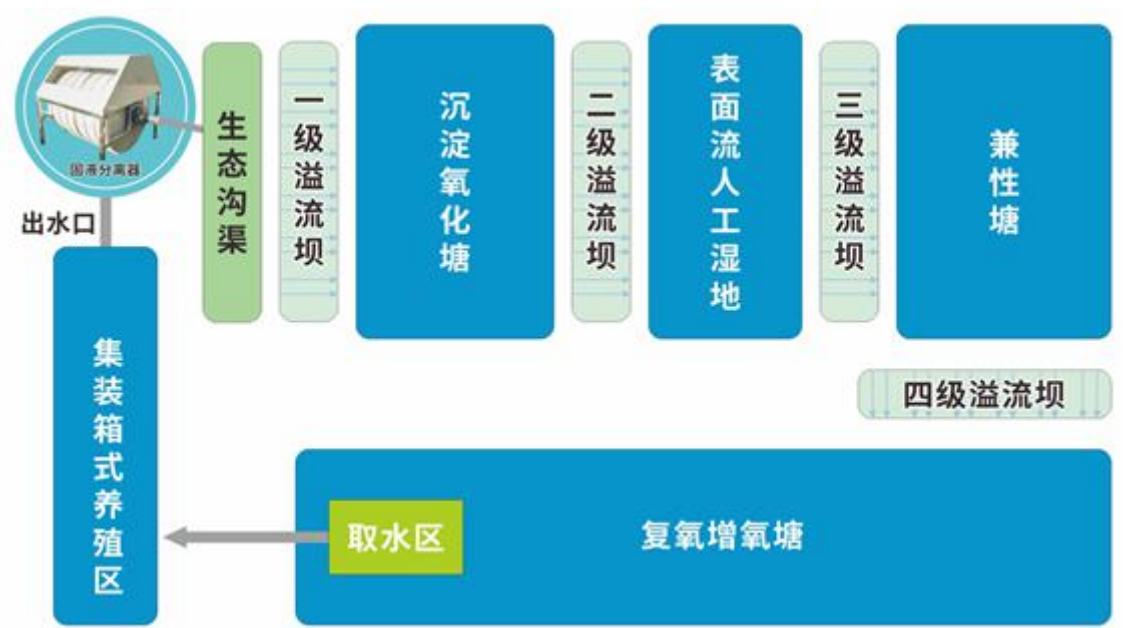 固液分离器
出水口
生态沟渠
一级溢流坝
沉淀氧化塘
二级溢流坝
表面流人工湿地
三级溢流坝
兼性塘
四级溢流坝
集装箱式养殖区
取水区
复氧增氧塘